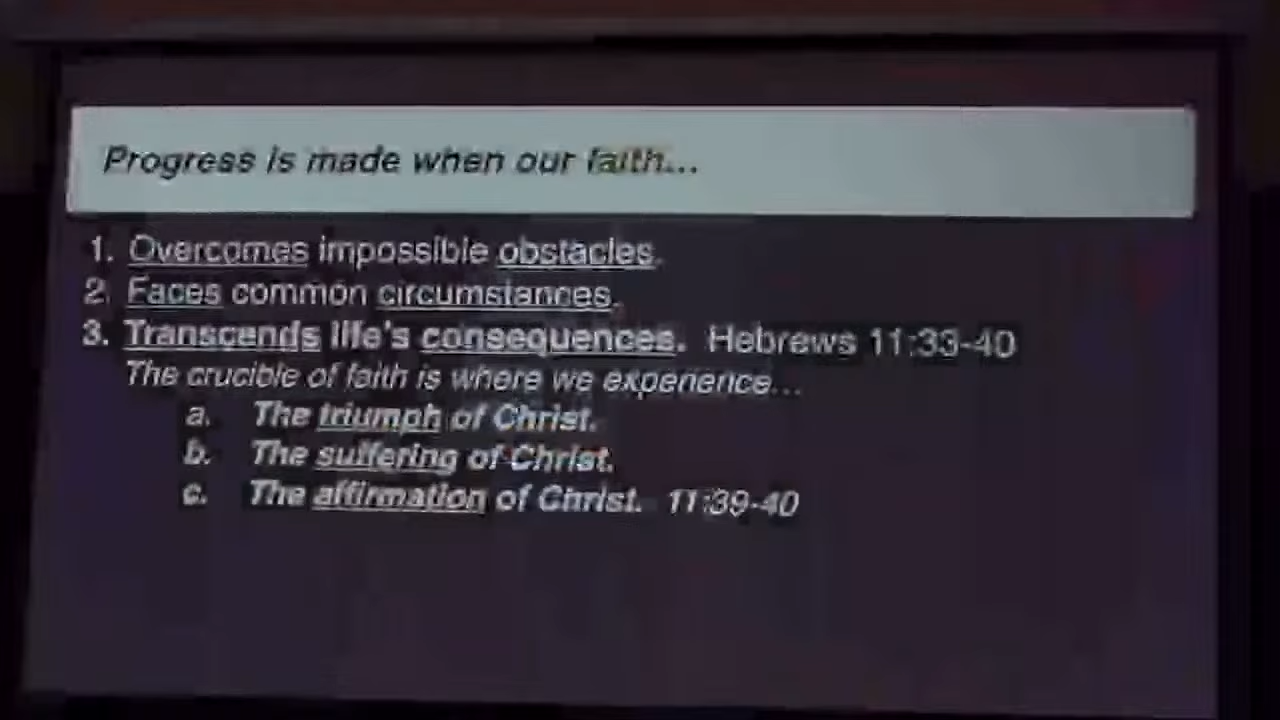 Progress is made when our faith...
1. Overcomes impossible obstacles.
2. Faces common circumstances.
3. Transcends life's consequences. Hebrews 11:33-40
The crucible of faith is where we experience...
a. The triumph of Christ.
b. The suffering of Christ.
c. The affirmation of Christ. 11:39-40